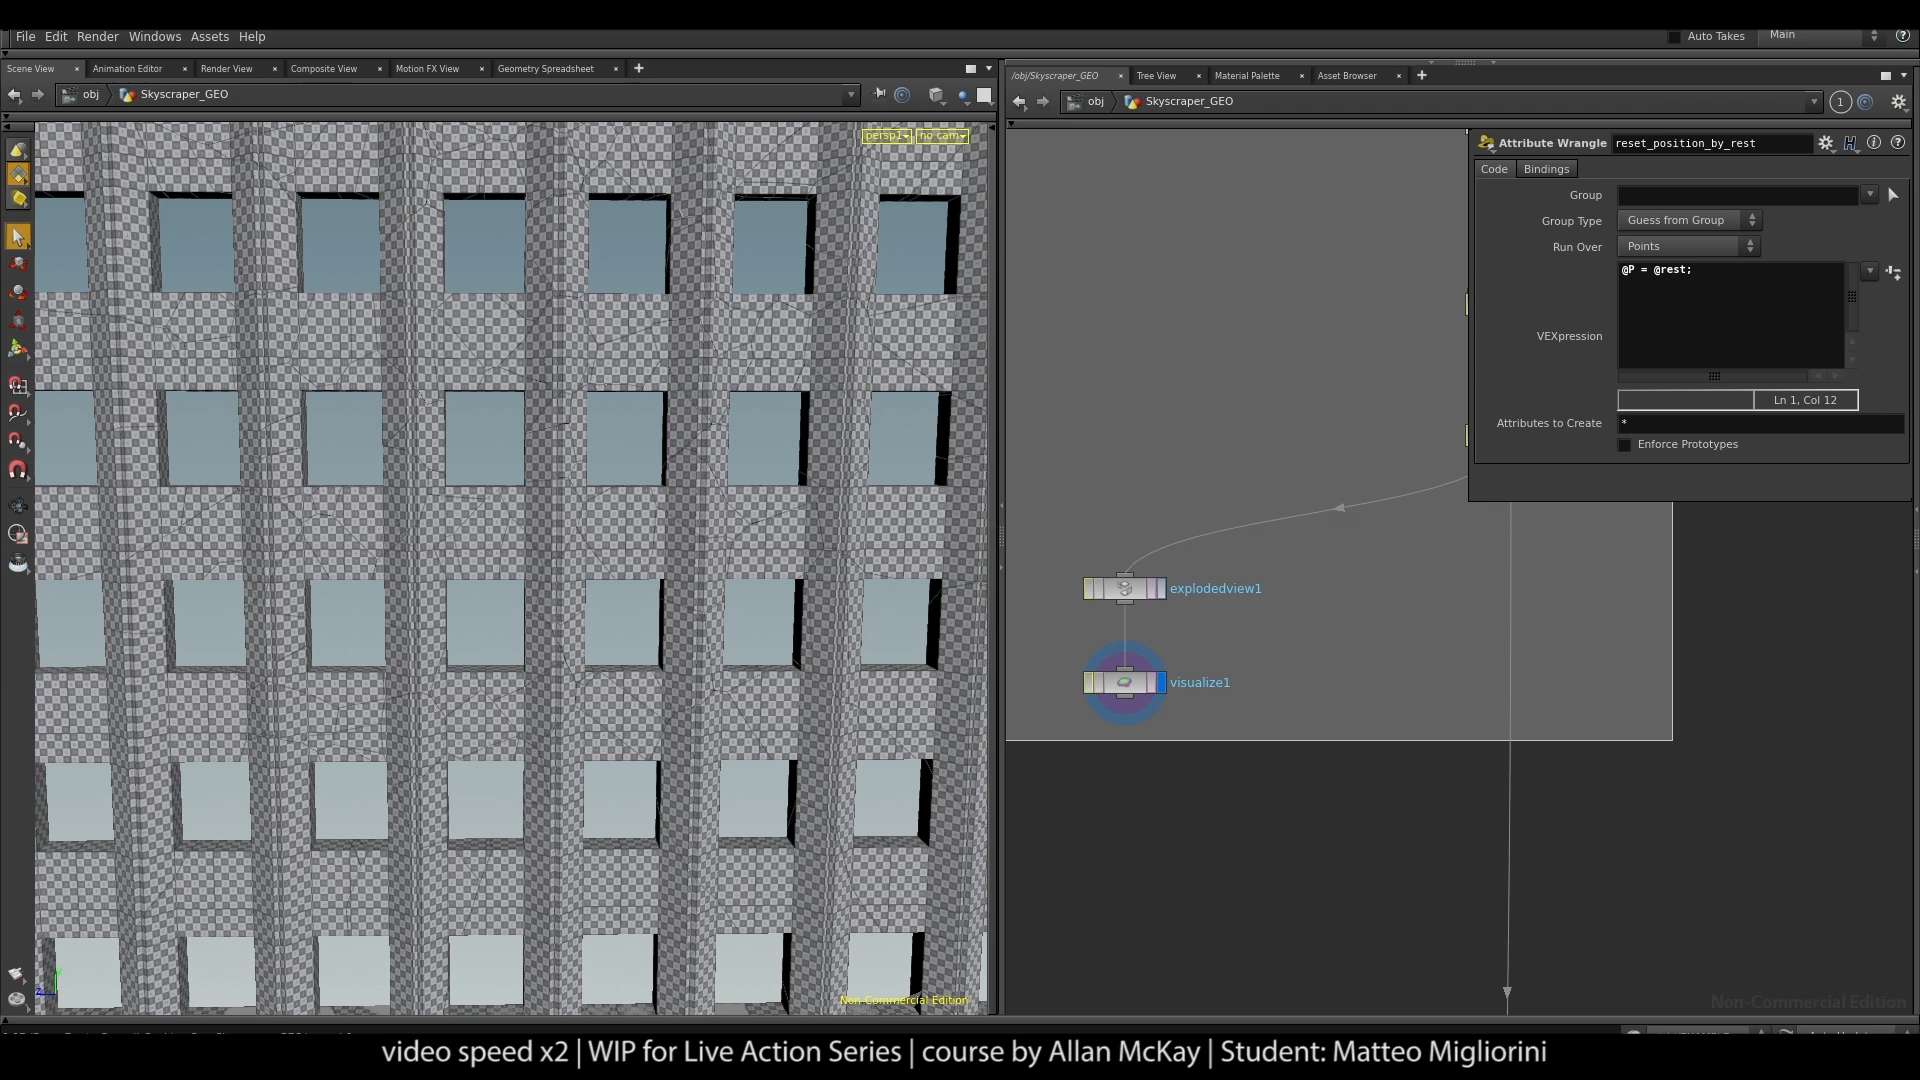 File Edit Render Windows Assets Help
Auto Takes Main
Scene View Animation Editor Render View Composite View Motion FX View Geometry Spreadsheet
/obj/Skyscraper_GEO Tree View Material Palette Asset Browser
obj Skyscraper_GEO
obj Skyscraper_GEO 1
persp1 no cam
Attribute Wrangle reset_position_by_rest
Code Bindings
Group
Group Type Guess from Group
Run Over Points
@P = @rest;
VEXpression
Ln 1, Col 12
Attributes to Create *
Enforce Prototypes
explodedview1
visualize1
z
Non-Commercial Edition
Non-Commercial Edition
video speed x2 | WIP for Live Action Series | course by Allan McKay | Student: Matteo Migliorini